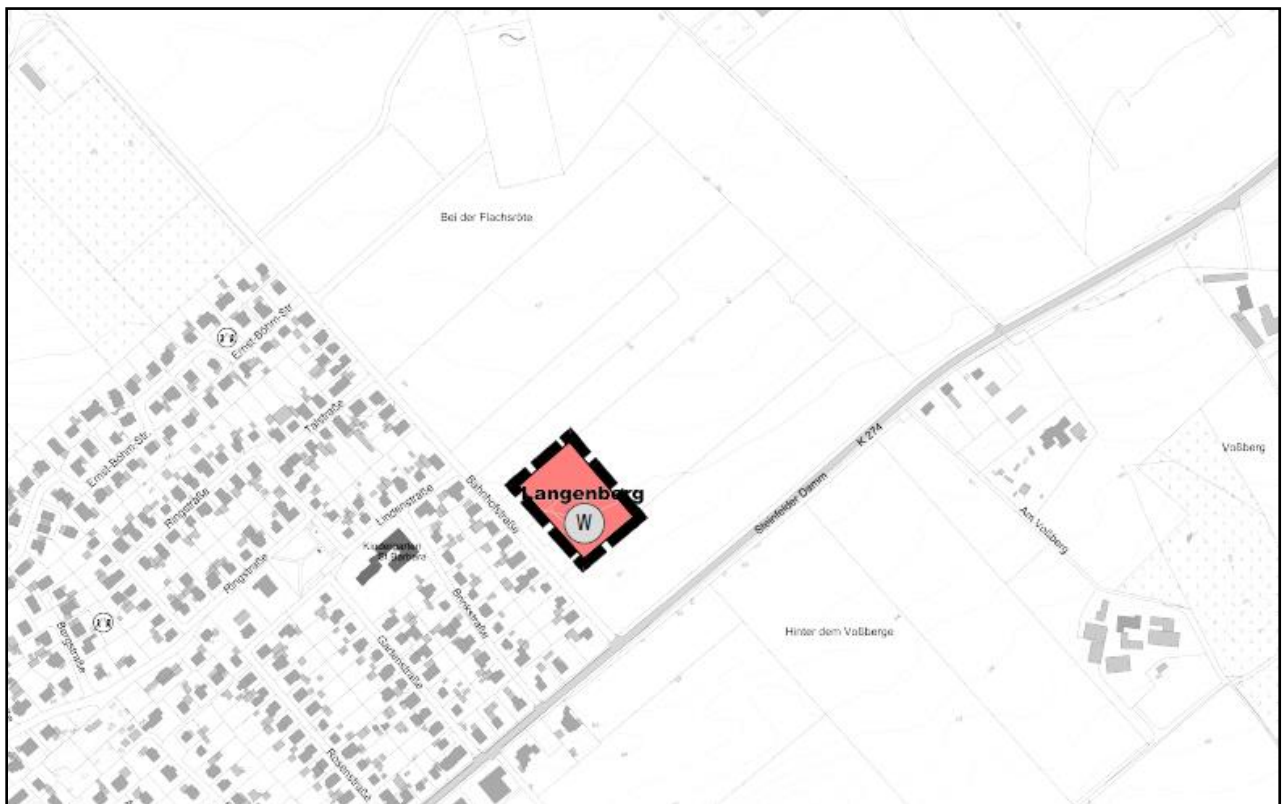 Bei der Flachsröte
Ernst-Böhm-Str.
Talstraße
Ernst-Böhm-Str.
Ringstraße
Lindenstraße
Bahnhofstraße
Langenberg
W
Kindergarten
St.Barbara
Ringstraße
Brinkstraße
Bergstraße
Gartenstraße
Rosenstraße
Steinfelder Damm
K 274
Voßberg
Am Voßberg
Hinter dem Voßberge